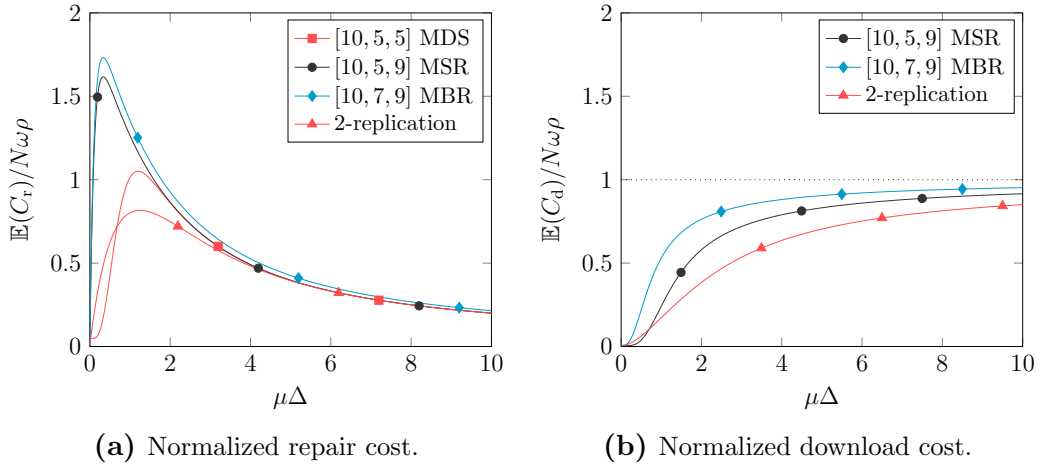 2
1.5
1
0.5
0
0 2 4 6 8 10
𝔼(C_r)/Nωρ
μΔ
[10, 5, 5] MDS
[10, 5, 9] MSR
[10, 7, 9] MBR
2-replication
(a) Normalized repair cost.
2
1.5
1
0.5
0
0 2 4 6 8 10
𝔼(C_d)/Nωρ
μΔ
[10, 5, 9] MSR
[10, 7, 9] MBR
2-replication
(b) Normalized download cost.